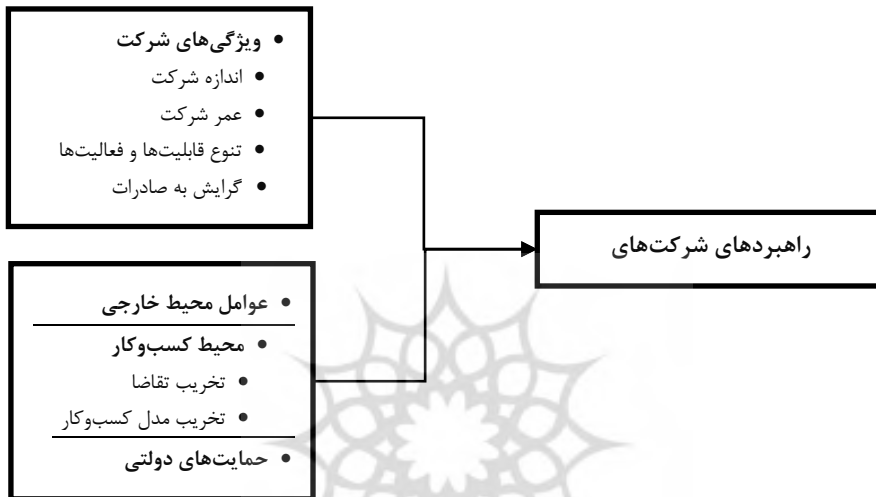 • ویژگی‌های شرکت
• اندازه شرکت
• عمر شرکت
• تنوع قابلیت‌ها و فعالیت‌ها
• گرایش به صادرات
راهبردهای شرکت‌های
• عوامل محیط خارجی
• محیط کسب‌وکار
• تخریب تقاضا
• تخریب مدل کسب‌وکار
• حمایت‌های دولتی